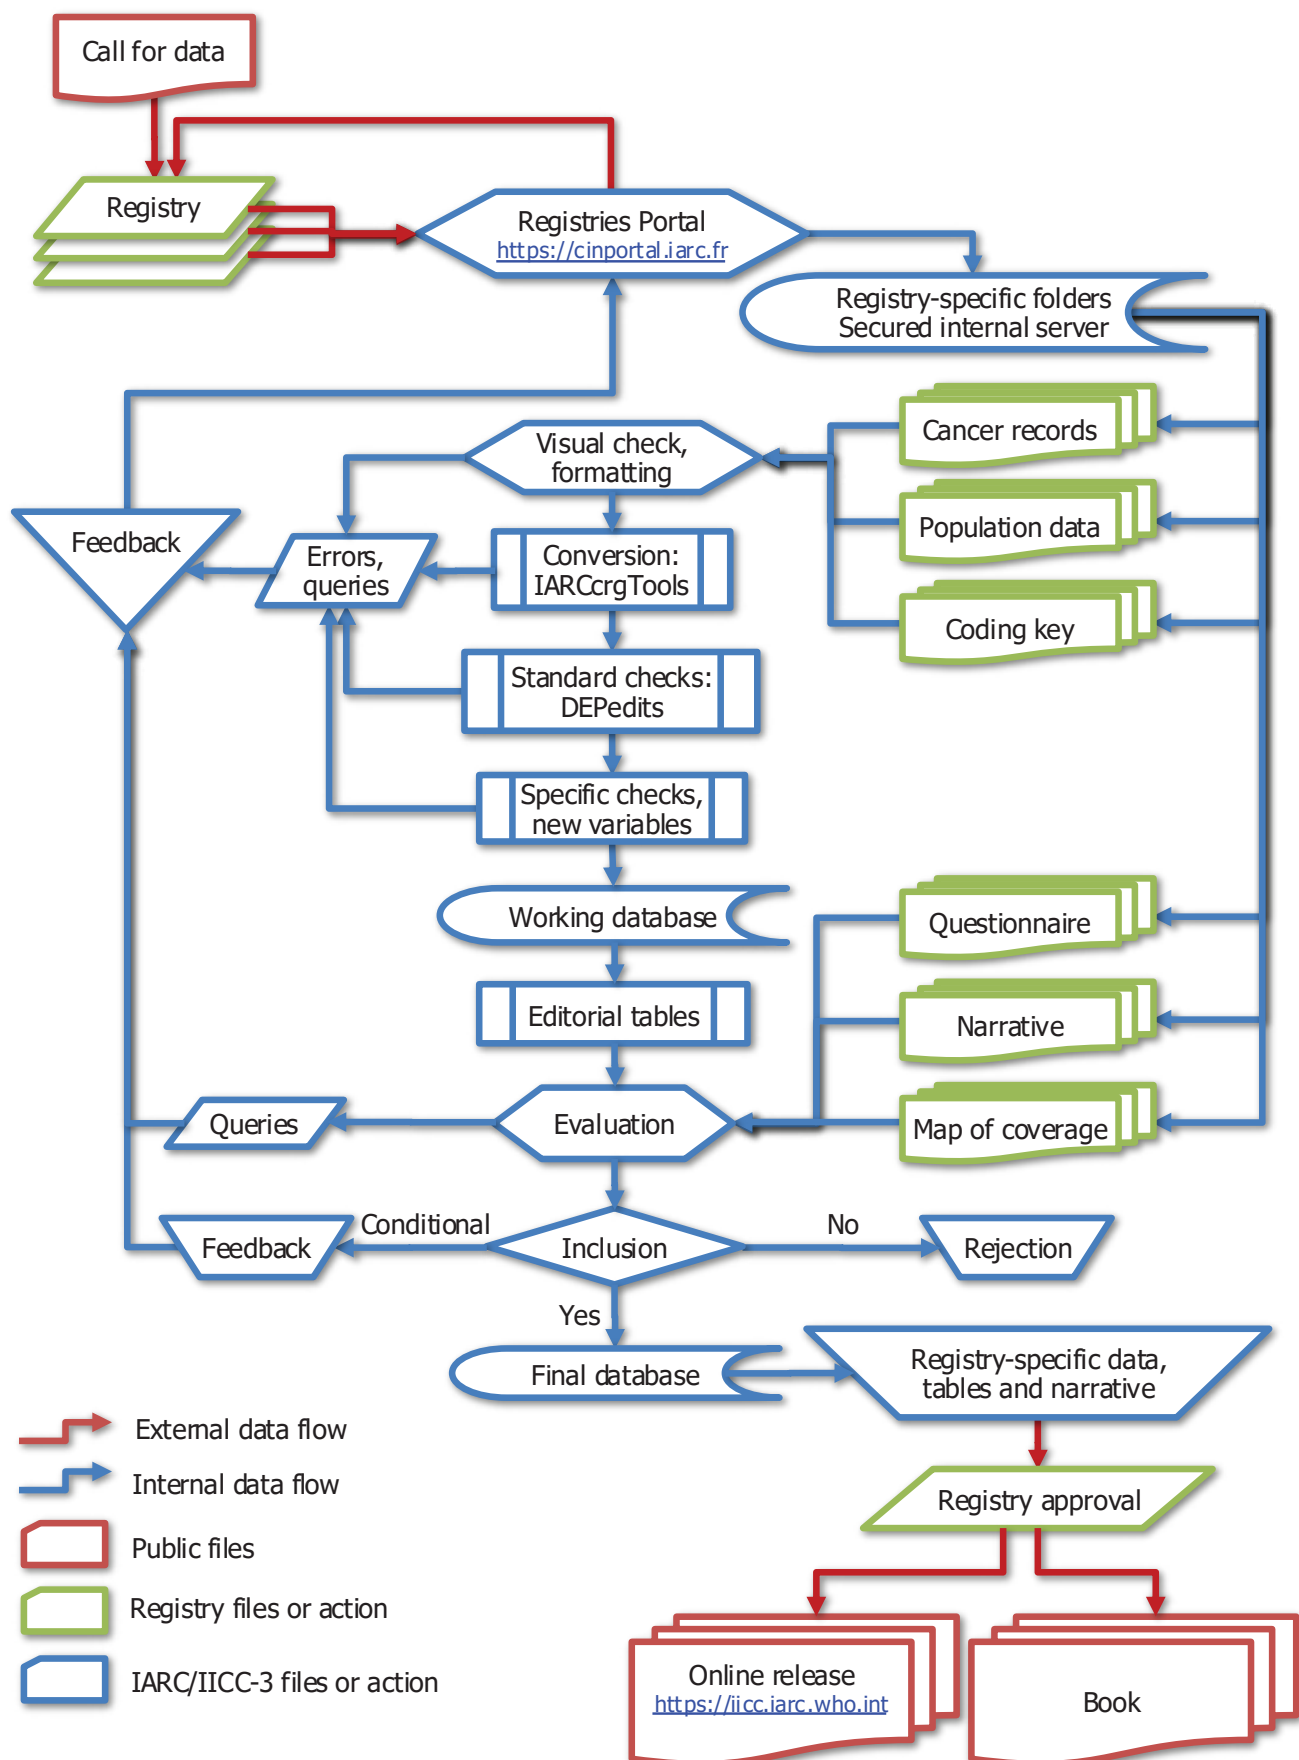 Call for data
Registry
Registries Portal
https://cinportal.iarc.fr
Registry-specific folders
Secured internal server
Cancer records
Visual check,
formatting
Population data
Feedback
Errors,
queries
Conversion:
IARCcrgTools
Coding key
Standard checks:
DEPedits
Specific checks,
new variables
Working database
Questionnaire
Editorial tables
Narrative
Queries
Evaluation
Map of coverage
Conditional
No
Feedback
Inclusion
Rejection
Yes
Final database
Registry-specific data,
tables and narrative
External data flow
Internal data flow
Registry approval
Public files
Registry files or action
IARC/IICC-3 files or action
Online release
https://iicc.iarc.who.int
Book